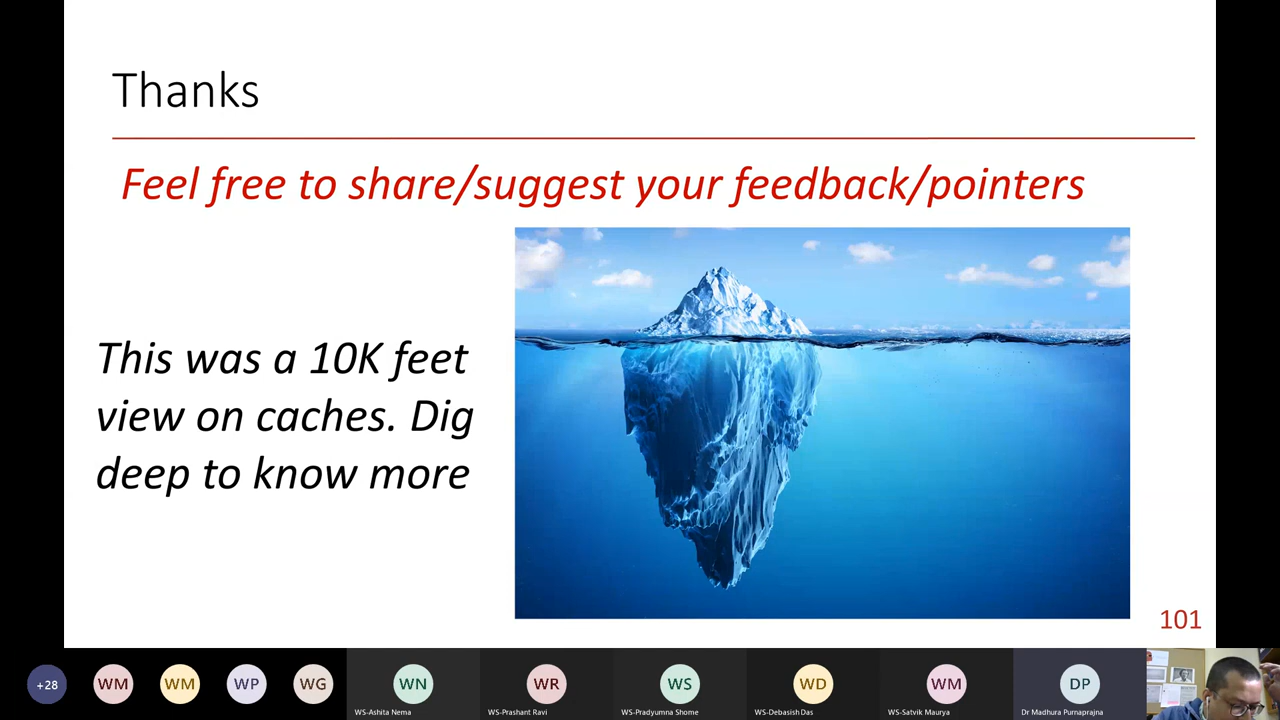 Thanks
Feel free to share/suggest your feedback/pointers
This was a 10K feet
view on caches. Dig
deep to know more
101
+28
WM
WM
WP
WG
WN
WR
WS
WD
WM
DP
WS-Ashita Nema
WS-Prashant Ravi
WS-Pradyumna Shome
WS-Debasish Das
WS-Satvik Maurya
Dr Madhura Purnaprajna